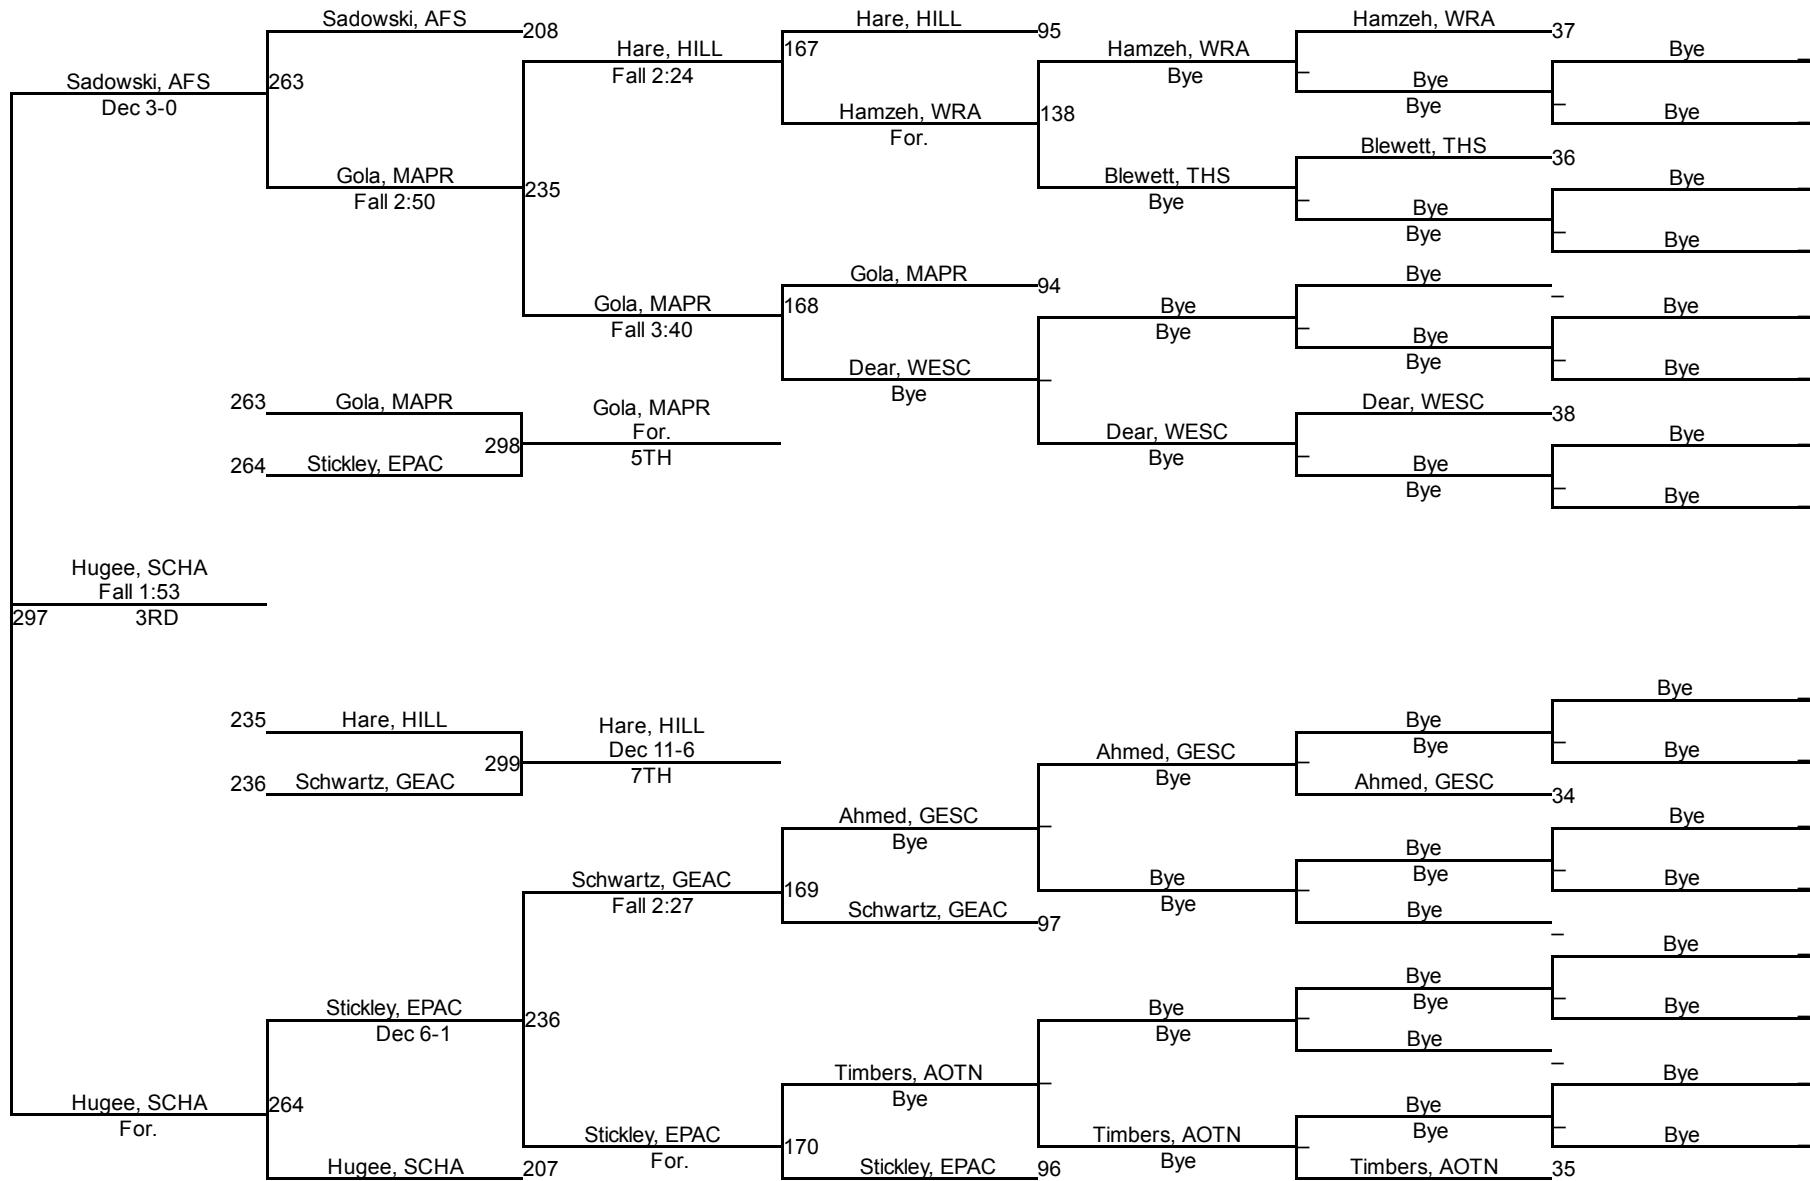 Sadowski, AFS
208
Hare, HILL
95
Hamzeh, WRA
37
Hare, HILL
Fall 2:24
167
Hamzeh, WRA
Bye
Bye
Sadowski, AFS
Dec 3-0
263
Bye
Bye
Hamzeh, WRA
For.
138
Bye
Blewett, THS
36
Gola, MAPR
Fall 2:50
235
Blewett, THS
Bye
Bye
Bye
Bye
Bye
Gola, MAPR
94
Bye
Gola, MAPR
Fall 3:40
168
Bye
Bye
Bye
Bye
Bye
Dear, WESC
Bye
Bye
263
Gola, MAPR
Gola, MAPR
For.
5TH
298
Dear, WESC
38
264
Stickley, EPAC
Dear, WESC
Bye
Bye
Bye
Bye
Bye
Hugee, SCHA
Fall 1:53
3RD
297
Bye
235
Hare, HILL
Hare, HILL
Dec 11-6
7TH
299
Bye
Bye
236
Schwartz, GEAC
Ahmed, GESC
Bye
Bye
Ahmed, GESC
34
Ahmed, GESC
Bye
Bye
Bye
Bye
Schwartz, GEAC
Fall 2:27
169
Bye
Bye
Bye
Schwartz, GEAC
97
Bye
Bye
Bye
Bye
Stickley, EPAC
Dec 6-1
236
Bye
Bye
Bye
Bye
Timbers, AOTN
Bye
Bye
Hugee, SCHA
For.
264
Bye
Bye
Stickley, EPAC
For.
170
Timbers, AOTN
Bye
Bye
Hugee, SCHA
207
Stickley, EPAC
96
Timbers, AOTN
35